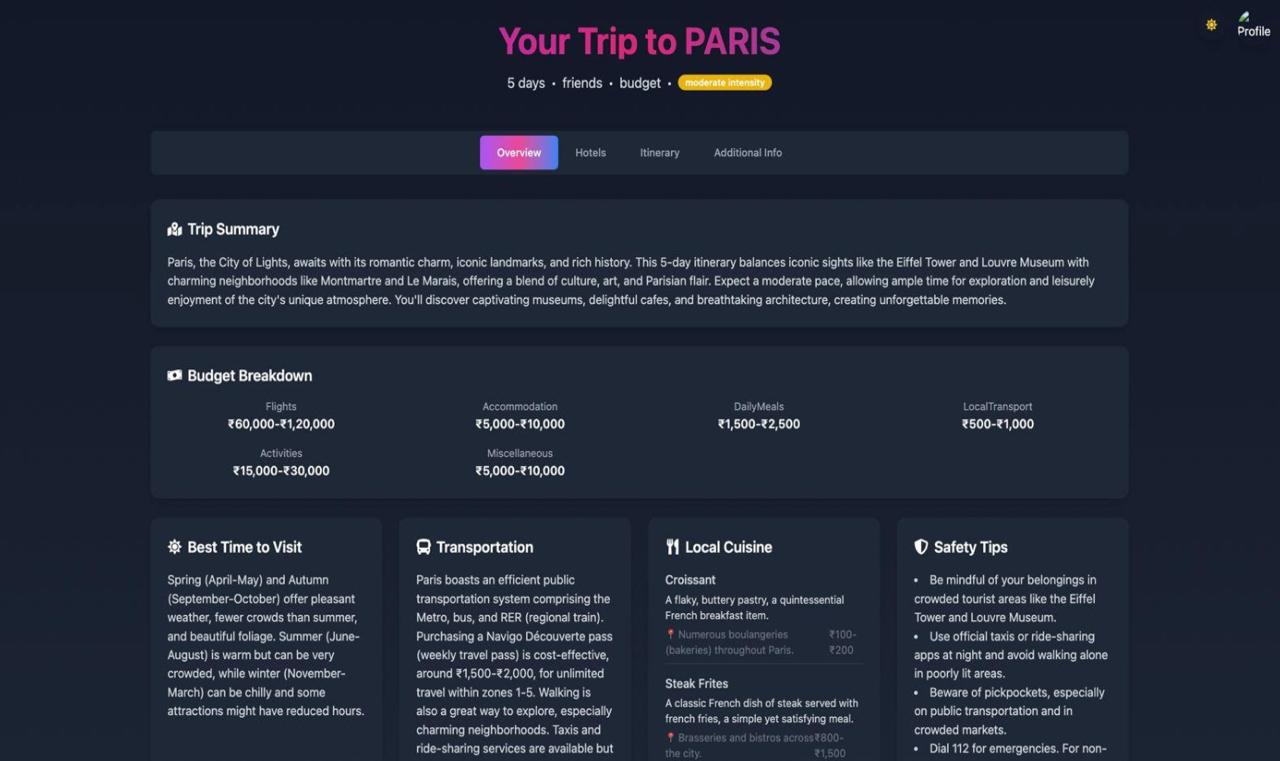 Your Trip to PARIS
Profile
5 days • friends • budget • moderate intensity
Overview Hotels Itinerary Additional Info
Trip Summary
Paris, the City of Lights, awaits with its romantic charm, iconic landmarks, and rich history. This 5-day itinerary balances iconic sights like the Eiffel Tower and Louvre Museum with
charming neighborhoods like Montmartre and Le Marais, offering a blend of culture, art, and Parisian flair. Expect a moderate pace, allowing ample time for exploration and leisurely
enjoyment of the city's unique atmosphere. You'll discover captivating museums, delightful cafes, and breathtaking architecture, creating unforgettable memories.
Budget Breakdown
Flights
₹60,000-₹1,20,000
Accommodation
₹5,000-₹10,000
DailyMeals
₹1,500-₹2,500
LocalTransport
₹500-₹1,000
Activities
₹15,000-₹30,000
Miscellaneous
₹5,000-₹10,000
Best Time to Visit
Spring (April-May) and Autumn
(September-October) offer pleasant
weather, fewer crowds than summer,
and beautiful foliage. Summer (June-
August) is warm but can be very
crowded, while winter (November-
March) can be chilly and some
attractions might have reduced hours.
Transportation
Paris boasts an efficient public
transportation system comprising the
Metro, bus, and RER (regional train).
Purchasing a Navigo Découverte pass
(weekly travel pass) is cost-effective,
around ₹1,500-₹2,000, for unlimited
travel within zones 1-5. Walking is
also a great way to explore, especially
charming neighborhoods. Taxis and
ride-sharing services are available but
Local Cuisine
Croissant
A flaky, buttery pastry, a quintessential
French breakfast item.
Numerous boulangeries ₹100-
(bakeries) throughout Paris. ₹200
Steak Frites
A classic French dish of steak served with
french fries, a simple yet satisfying meal.
Brasseries and bistros across ₹800-
the city. ₹1,500
Safety Tips
• Be mindful of your belongings in
crowded tourist areas like the Eiffel
Tower and Louvre Museum.
• Use official taxis or ride-sharing
apps at night and avoid walking alone
in poorly lit areas.
• Beware of pickpockets, especially
on public transportation and in
crowded markets.
• Dial 112 for emergencies. For non-